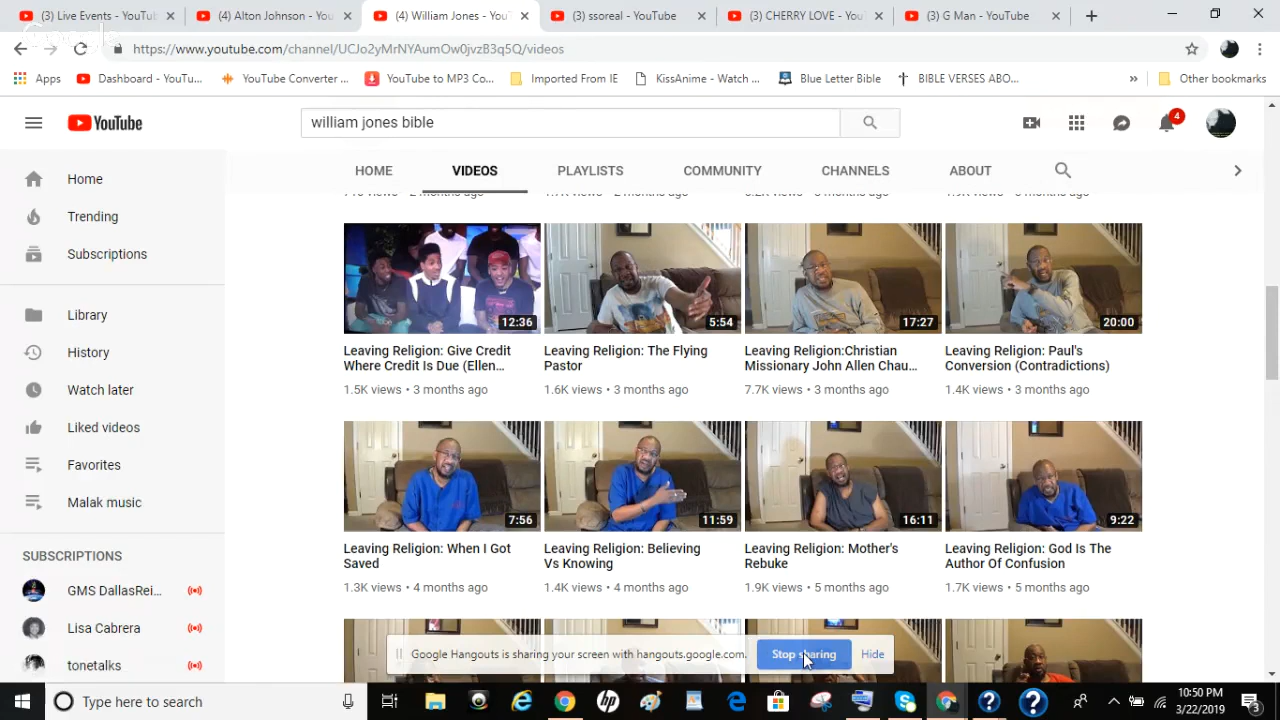 (4) Live Events - YouTu
(4) Alton Johnson - YouTub
(4) William Jones - YouTube
(3) ssoreal - YouTube
(3) CHERRY LOVE - YouTu
(3) G Man - YouTube
https://www.youtube.com/channel/UCJo2yMrNYAumOw0jvzB3q5Q/videos
Apps
Dashboard - YouTu...
YouTube Converter ...
YouTube to MP3 Co...
Imported From IE
KissAnime - Watch ...
Blue Letter Bible
BIBLE VERSES ABO...
»
Other bookmarks
YouTube
william jones bible
4
HOME
VIDEOS
PLAYLISTS
COMMUNITY
CHANNELS
ABOUT
Home
Trending
Subscriptions
Library
History
Watch later
Liked videos
Favorites
Malak music
SUBSCRIPTIONS
GMS DallasRei...
Lisa Cabrera
tonetalks
12:36
5:54
17:27
20:00
Leaving Religion: Give Credit
Where Credit Is Due (Ellen...
1.5K views • 3 months ago
Leaving Religion: The Flying
Pastor
1.6K views • 3 months ago
Leaving Religion:Christian
Missionary John Allen Chau...
7.7K views • 3 months ago
Leaving Religion: Paul's
Conversion (Contradictions)
1.4K views • 3 months ago
7:56
11:59
16:11
9:22
Leaving Religion: When I Got
Saved
1.3K views • 4 months ago
Leaving Religion: Believing
Vs Knowing
1.4K views • 4 months ago
Leaving Religion: Mother's
Rebuke
1.9K views • 5 months ago
Leaving Religion: God Is The
Author Of Confusion
1.7K views • 5 months ago
Google Hangouts is sharing your screen with hangouts.google.com.
Stop sharing
Hide
Type here to search
10:50 PM
3/22/2019
3